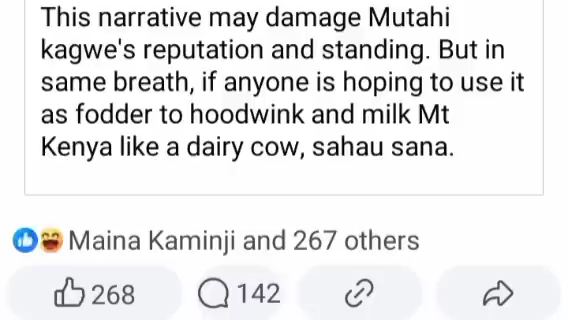 This narrative may damage Mutahi
kagwe's reputation and standing. But in
same breath, if anyone is hoping to use it
as fodder to hoodwink and milk Mt
Kenya like a dairy cow, sahau sana.
Maina Kaminji and 267 others
268 142